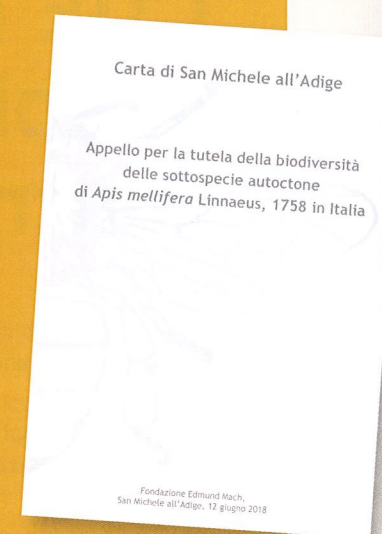 Carta di San Michele all'Adige
Appello per la tutela della biodiversità
delle sottospecie autoctone
di Apis mellifera Linnaeus, 1758 in Italia
Fondazione Edmund Mach,
San Michele all'Adige, 12 giugno 2018